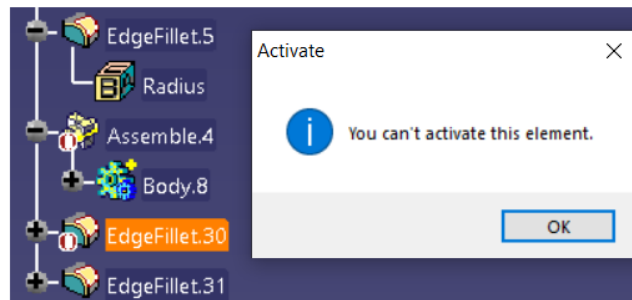 EdgeFillet.5
Radius
Assemble.4
Body.8
EdgeFillet.30
EdgeFillet.31
Activate
You can't activate this element.
OK